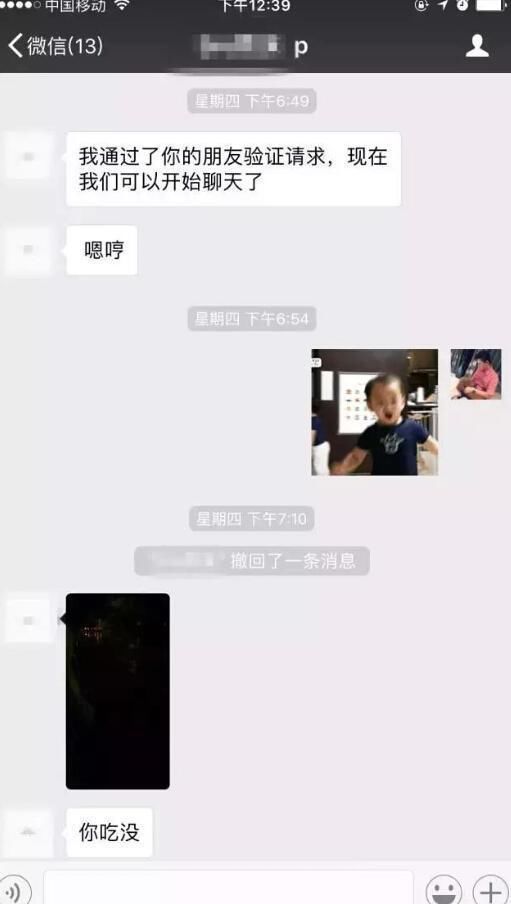 中国移动
下午12:39
微信(13)
p
星期四 下午6:49
我通过了你的朋友验证请求，现在
我们可以开始聊天了
嗯哼
星期四 下午6:54
星期四 下午7:10
撤回了一条消息
你吃没